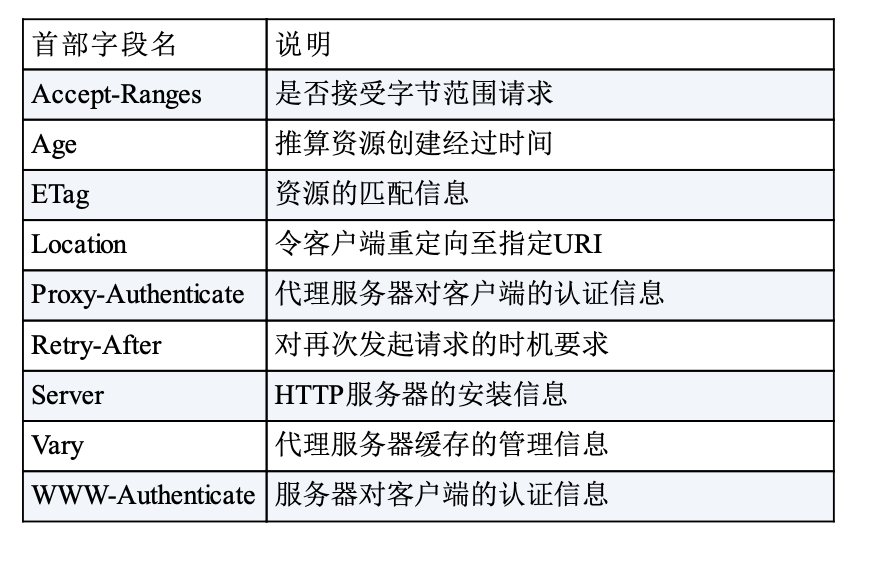 首部字段名 说明
Accept-Ranges 是否接受字节范围请求
Age 推算资源创建经过时间
ETag 资源的匹配信息
Location 令客户端重定向至指定URI
Proxy-Authenticate 代理服务器对客户端的认证信息
Retry-After 对再次发起请求的时机要求
Server HTTP服务器的安装信息
Vary 代理服务器缓存的管理信息
WWW-Authenticate 服务器对客户端的认证信息